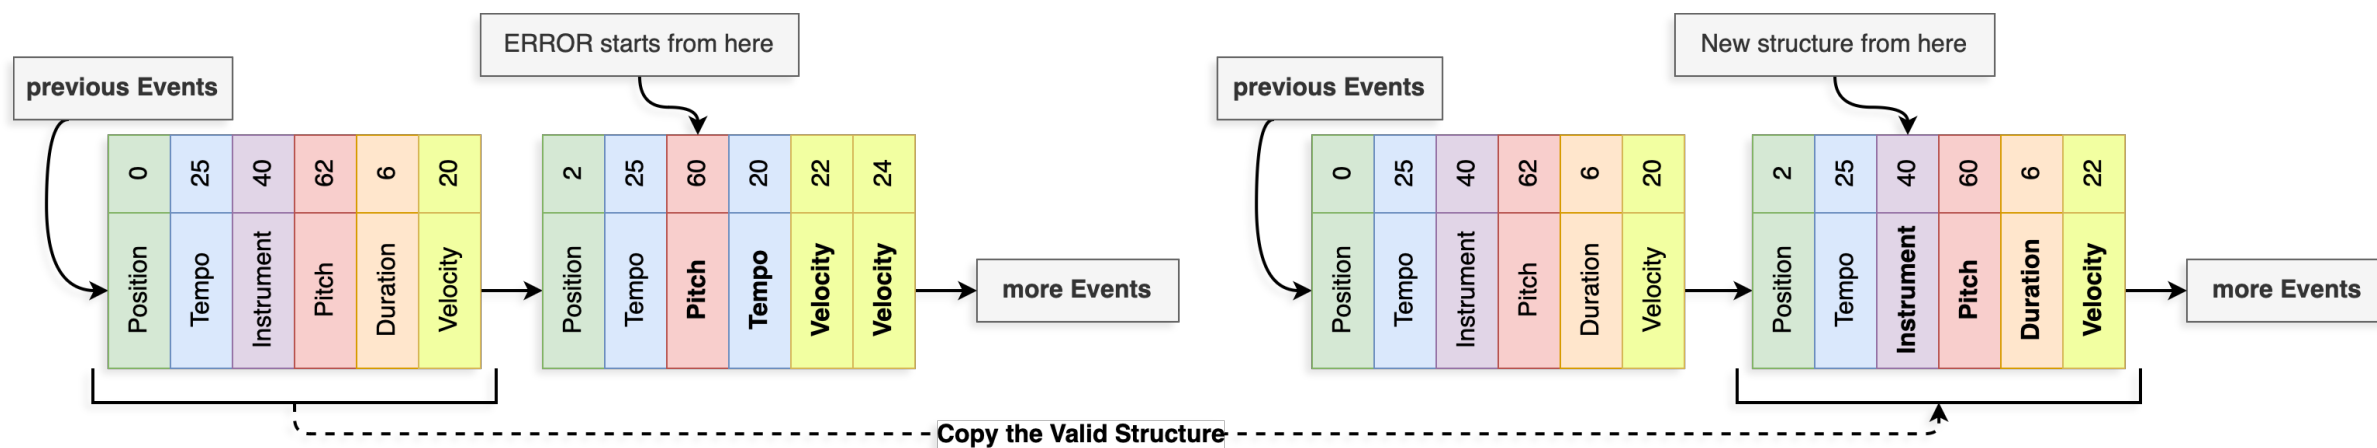 ERROR starts from here
New structure from here
previous Events
previous Events
0 25 40 62 6 20
2 25 60 20 22 24
0 25 40 62 6 20
2 25 40 60 6 22
Position Tempo Instrument Pitch Duration Velocity
Position Tempo Pitch Tempo Velocity Velocity
more Events
Position Tempo Instrument Pitch Duration Velocity
Position Tempo Instrument Pitch Duration Velocity
more Events
Copy the Valid Structure